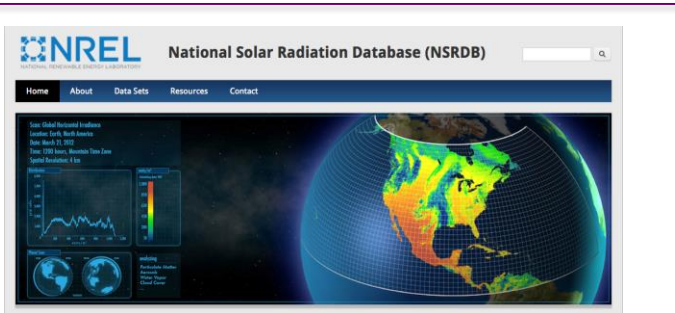 NREL
NATIONAL RENEWABLE ENERGY LABORATORY
National Solar Radiation Database (NSRDB)
Home About Data Sets Resources Contact
Scan: Global Horizontal Irradiance
Location: Earth, North America
Date: March 21, 2012
Time: 1200 hours, Mountain Time Zone
Spatial Resolution: 4 km
analyzing
Particulate Matter
Aerosols
Water Vapor
Cloud Cover